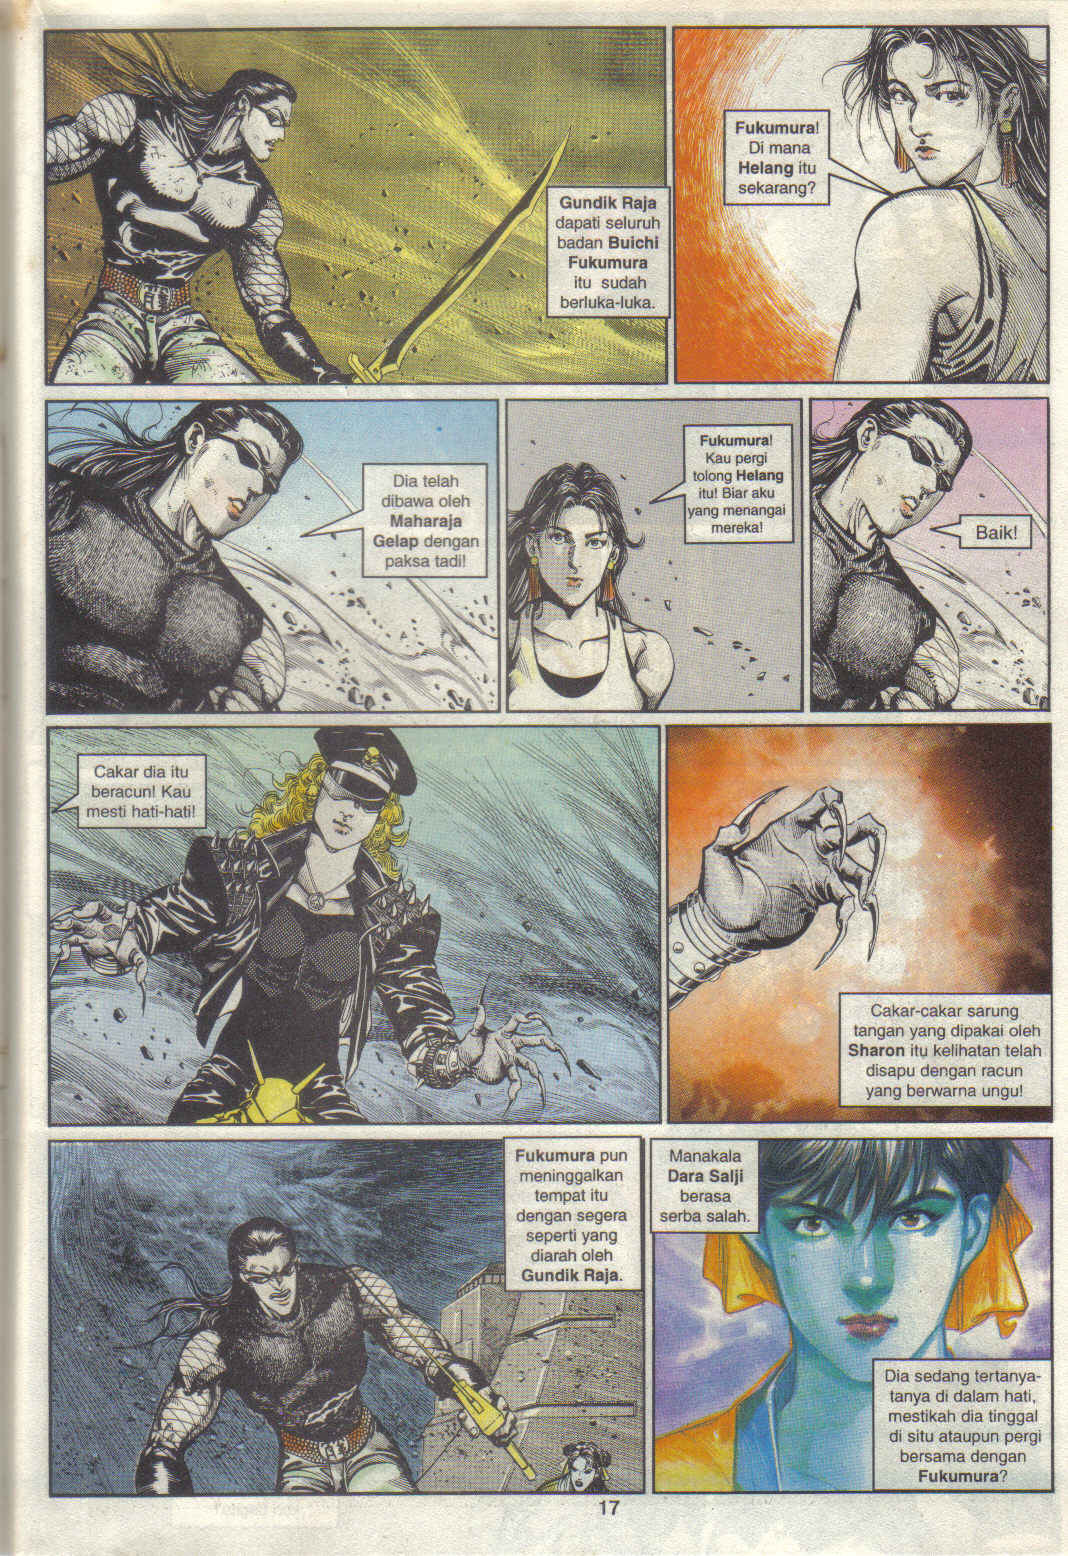 Gundik Raja
dapati seluruh
badan Buichi
Fukumura
itu sudah
berluka-luka.
Fukumura!
Di mana
Helang itu
sekarang?
Dia telah
dibawa oleh
Maharaja
Gelap dengan
paksa tadi!
Fukumura!
Kau pergi
tolong Helang
itu! Biar aku
yang menangai
mereka!
Baik!
Cakar dia itu
beracun! Kau
mesti hati-hati!
Cakar-cakar sarung
tangan yang dipakai oleh
Sharon itu kelihatan telah
disapu dengan racun
yang berwarna ungu!
Fukumura pun
meninggalkan
tempat itu
dengan segera
seperti yang
diarah oleh
Gundik Raja.
Manakala
Dara Salji
berasa
serba salah.
Dia sedang tertanya-
tanya di dalam hati,
mestikah dia tinggal
di situ ataupun pergi
bersama dengan
Fukumura?
17